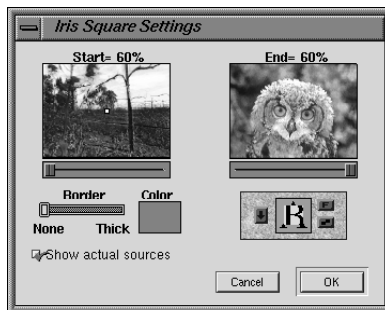 Iris Square Settings
Start= 60% End= 60%
Border Color
None Thick
Show actual sources
R
F
Cancel OK